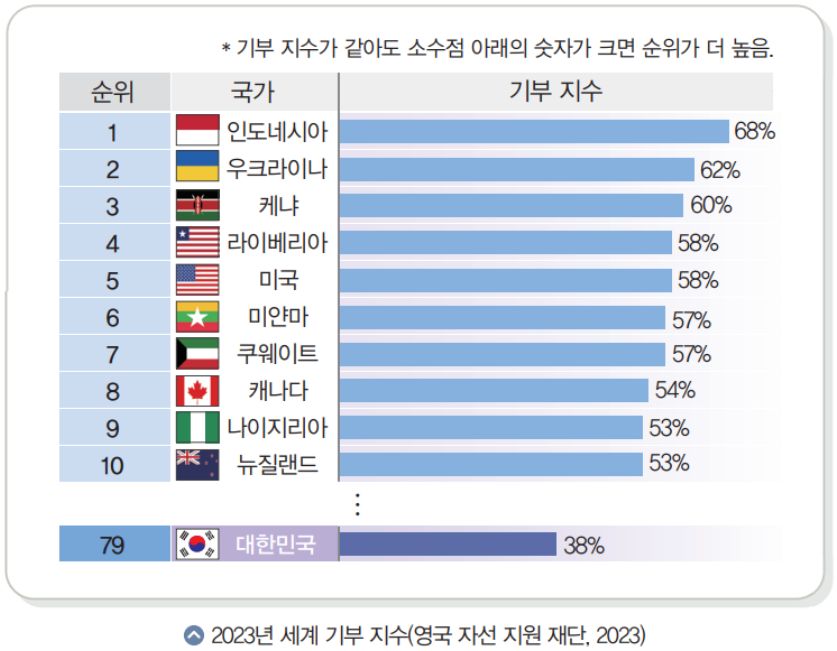 * 기부 지수가 같아도 소수점 아래의 숫자가 크면 순위가 더 높음.
순위 국가 기부 지수
1 인도네시아 68%
2 우크라이나 62%
3 케냐 60%
4 라이베리아 58%
5 미국 58%
6 미얀마 57%
7 쿠웨이트 57%
8 캐나다 54%
9 나이지리아 53%
10 뉴질랜드 53%
⋮
79 대한민국 38%
2023년 세계 기부 지수(영국 자선 지원 재단, 2023)